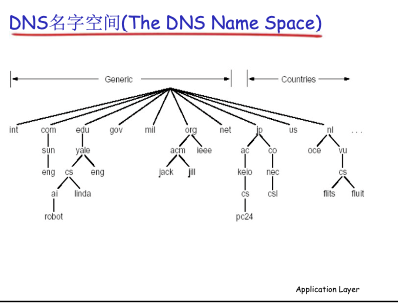 DNS名字空间(The DNS Name Space)
Generic Countries
int com edu gov mil org net jp us nl ...
sun yale acm ieee ac co oce vu
eng cs eng jack jill keio nec cs
ai linda cs csl flits fluit
robot pc24
Application Layer